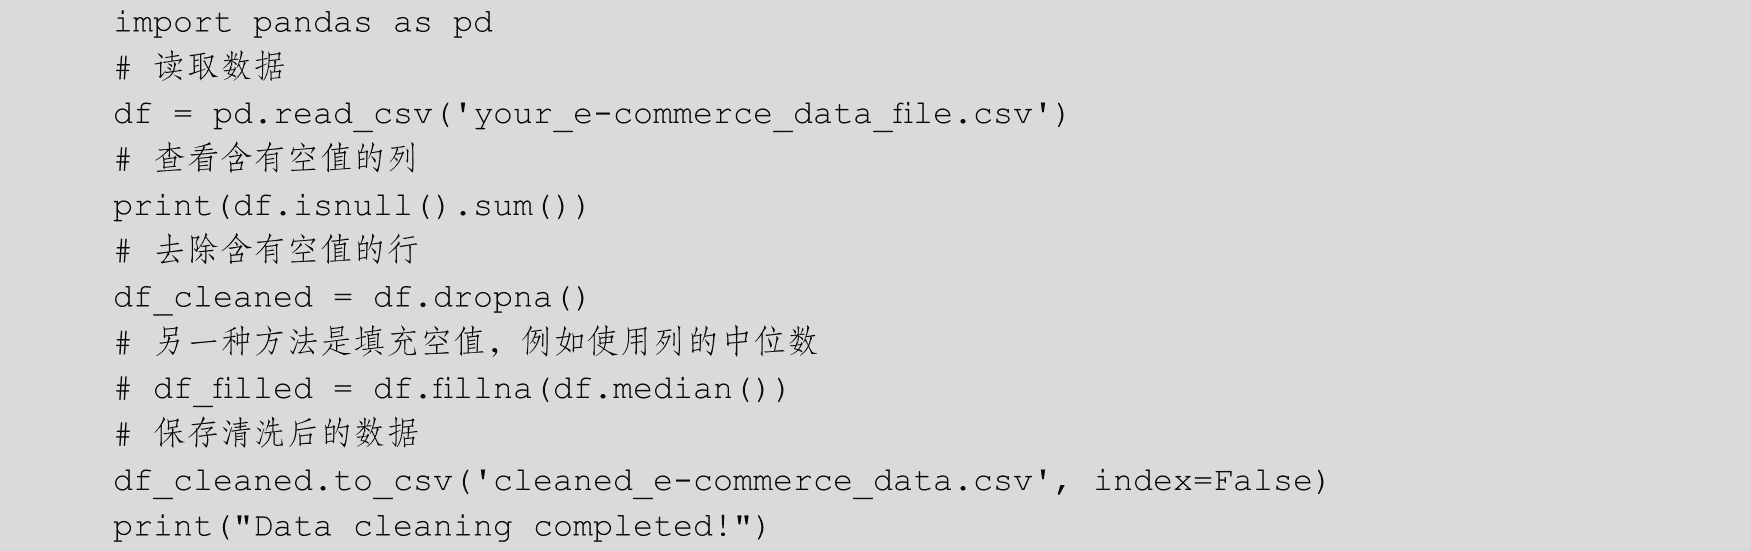 import pandas as pd
# 读取数据
df = pd.read_csv('your_e-commerce_data_file.csv')
# 查看含有空值的列
print(df.isnull().sum())
# 去除含有空值的行
df_cleaned = df.dropna()
# 另一种方法是填充空值，例如使用列的中位数
# df_filled = df.fillna(df.median())
# 保存清洗后的数据
df_cleaned.to_csv('cleaned_e-commerce_data.csv', index=False)
print("Data cleaning completed!")